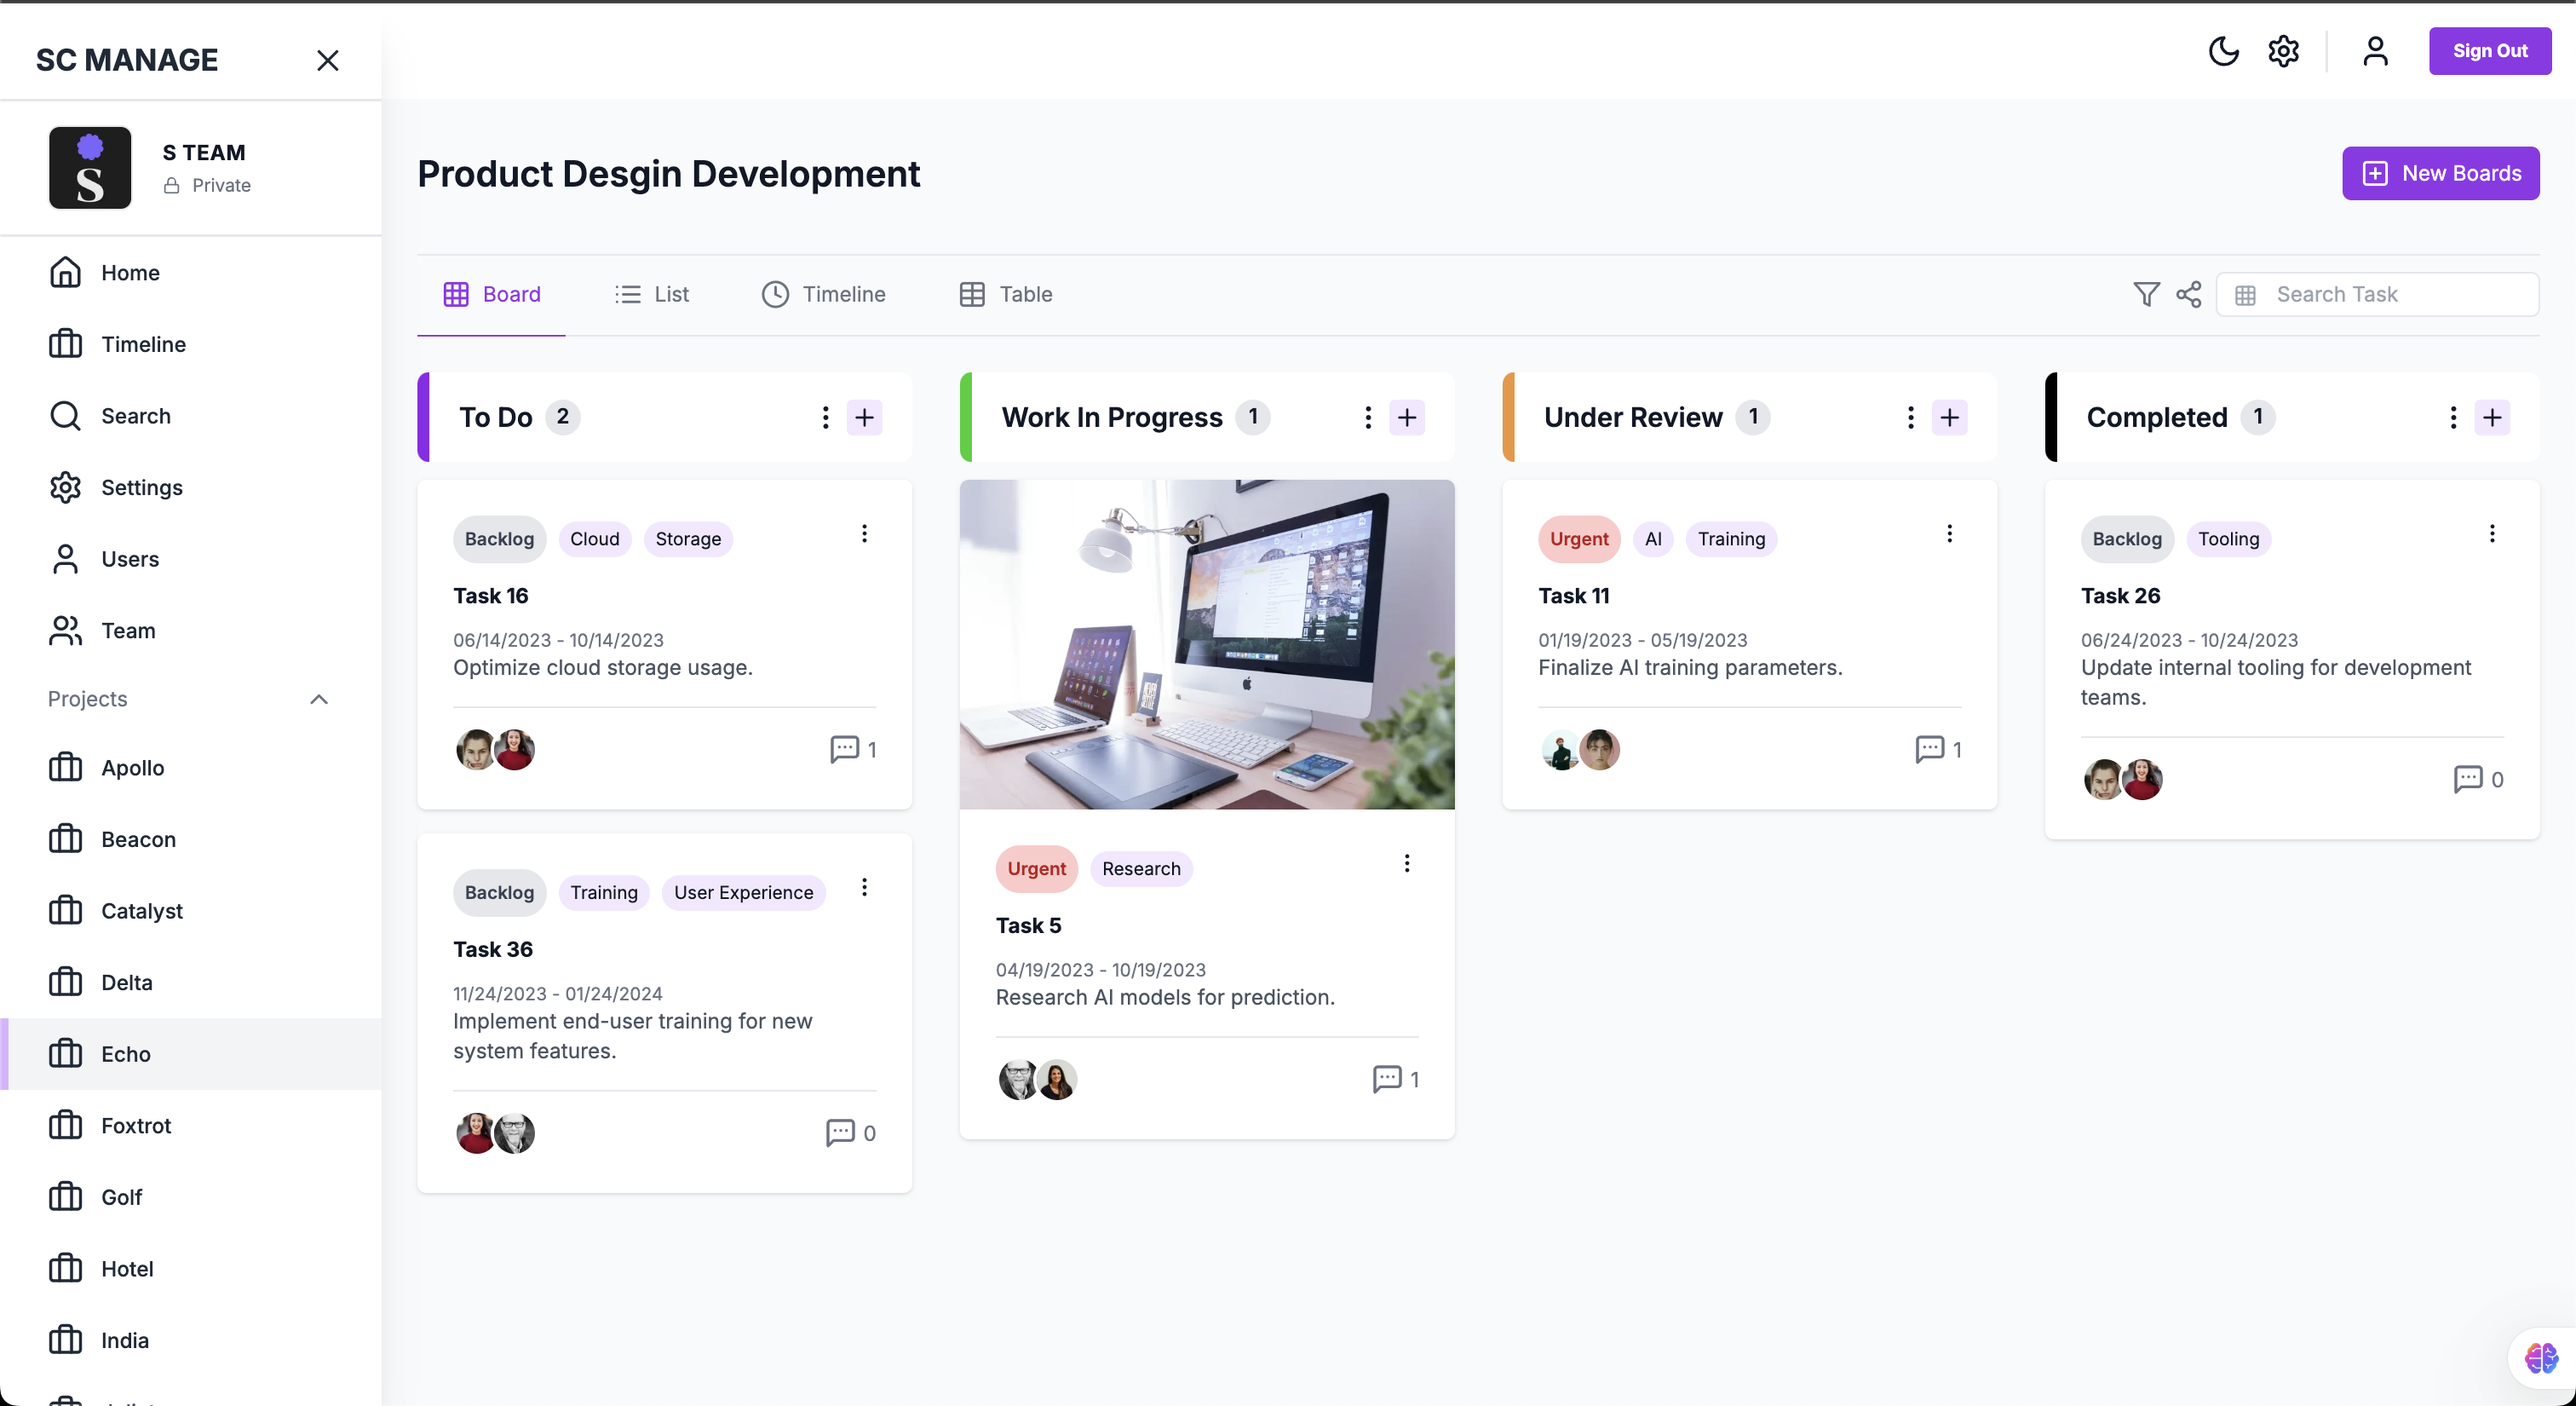 SC MANAGE
S
S TEAM
Private
Home
Timeline
Search
Settings
Users
Team
Projects
Apollo
Beacon
Catalyst
Delta
Echo
Foxtrot
Golf
Hotel
India
Sign Out
Product Desgin Development
New Boards
Board
List
Timeline
Table
Search Task
To Do 2
Backlog Cloud Storage
Task 16
06/14/2023 - 10/14/2023
Optimize cloud storage usage.
1
Backlog Training User Experience
Task 36
11/24/2023 - 01/24/2024
Implement end-user training for new
system features.
0
Work In Progress 1
Urgent Research
Task 5
04/19/2023 - 10/19/2023
Research AI models for prediction.
1
Under Review 1
Urgent AI Training
Task 11
01/19/2023 - 05/19/2023
Finalize AI training parameters.
1
Completed 1
Backlog Tooling
Task 26
06/24/2023 - 10/24/2023
Update internal tooling for development
teams.
0